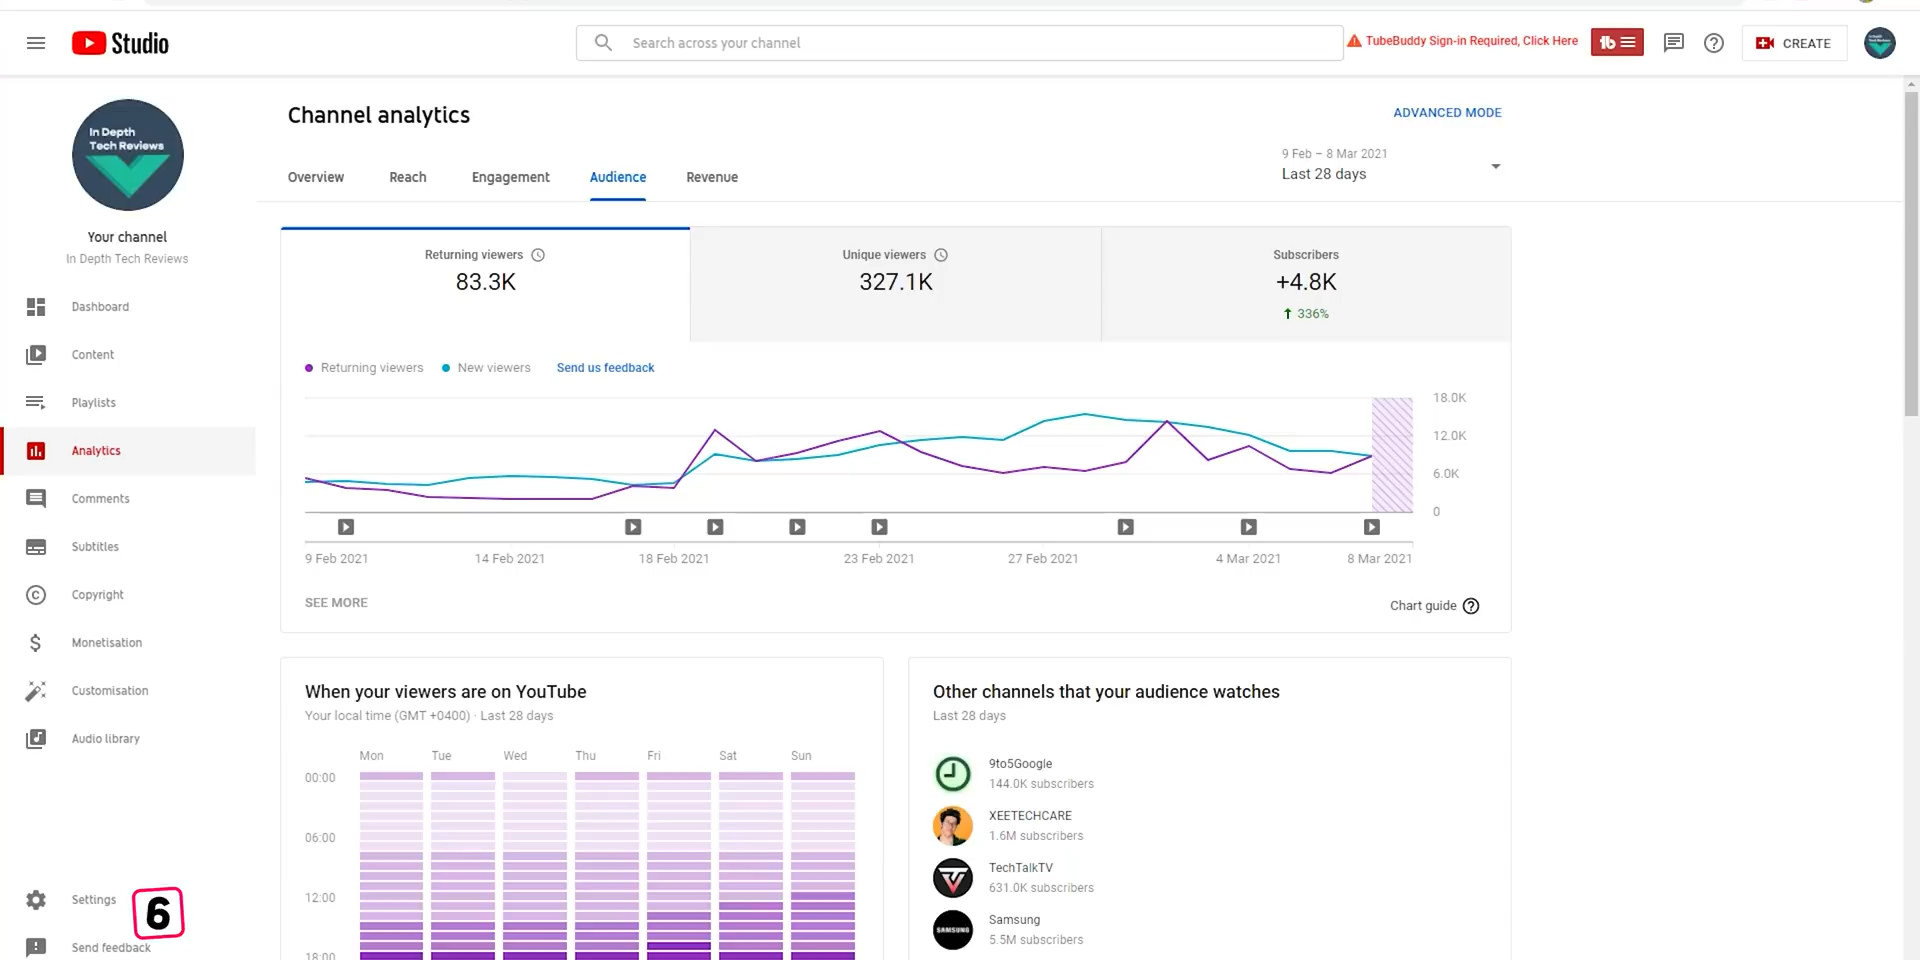 Studio
Search across your channel
TubeBuddy Sign-in Required, Click Here
CREATE
In Depth
Tech Reviews
Your channel
In Depth Tech Reviews
Dashboard
Content
Playlists
Analytics
Comments
Subtitles
Copyright
Monetisation
Customisation
Audio library
Settings
6
Send feedback
Channel analytics
ADVANCED MODE
Overview Reach Engagement Audience Revenue
9 Feb – 8 Mar 2021
Last 28 days
Returning viewers
83.3K
Unique viewers
327.1K
Subscribers
+4.8K
336%
Returning viewers New viewers Send us feedback
18.0K
12.0K
6.0K
0
9 Feb 2021 14 Feb 2021 18 Feb 2021 23 Feb 2021 27 Feb 2021 4 Mar 2021 8 Mar 2021
SEE MORE
Chart guide
When your viewers are on YouTube
Your local time (GMT +0400) · Last 28 days
Mon Tue Wed Thu Fri Sat Sun
00:00
06:00
12:00
18:00
Other channels that your audience watches
Last 28 days
9to5Google
144.0K subscribers
XEETECHCARE
1.6M subscribers
TechTalkTV
631.0K subscribers
SAMSUNG
Samsung
5.5M subscribers